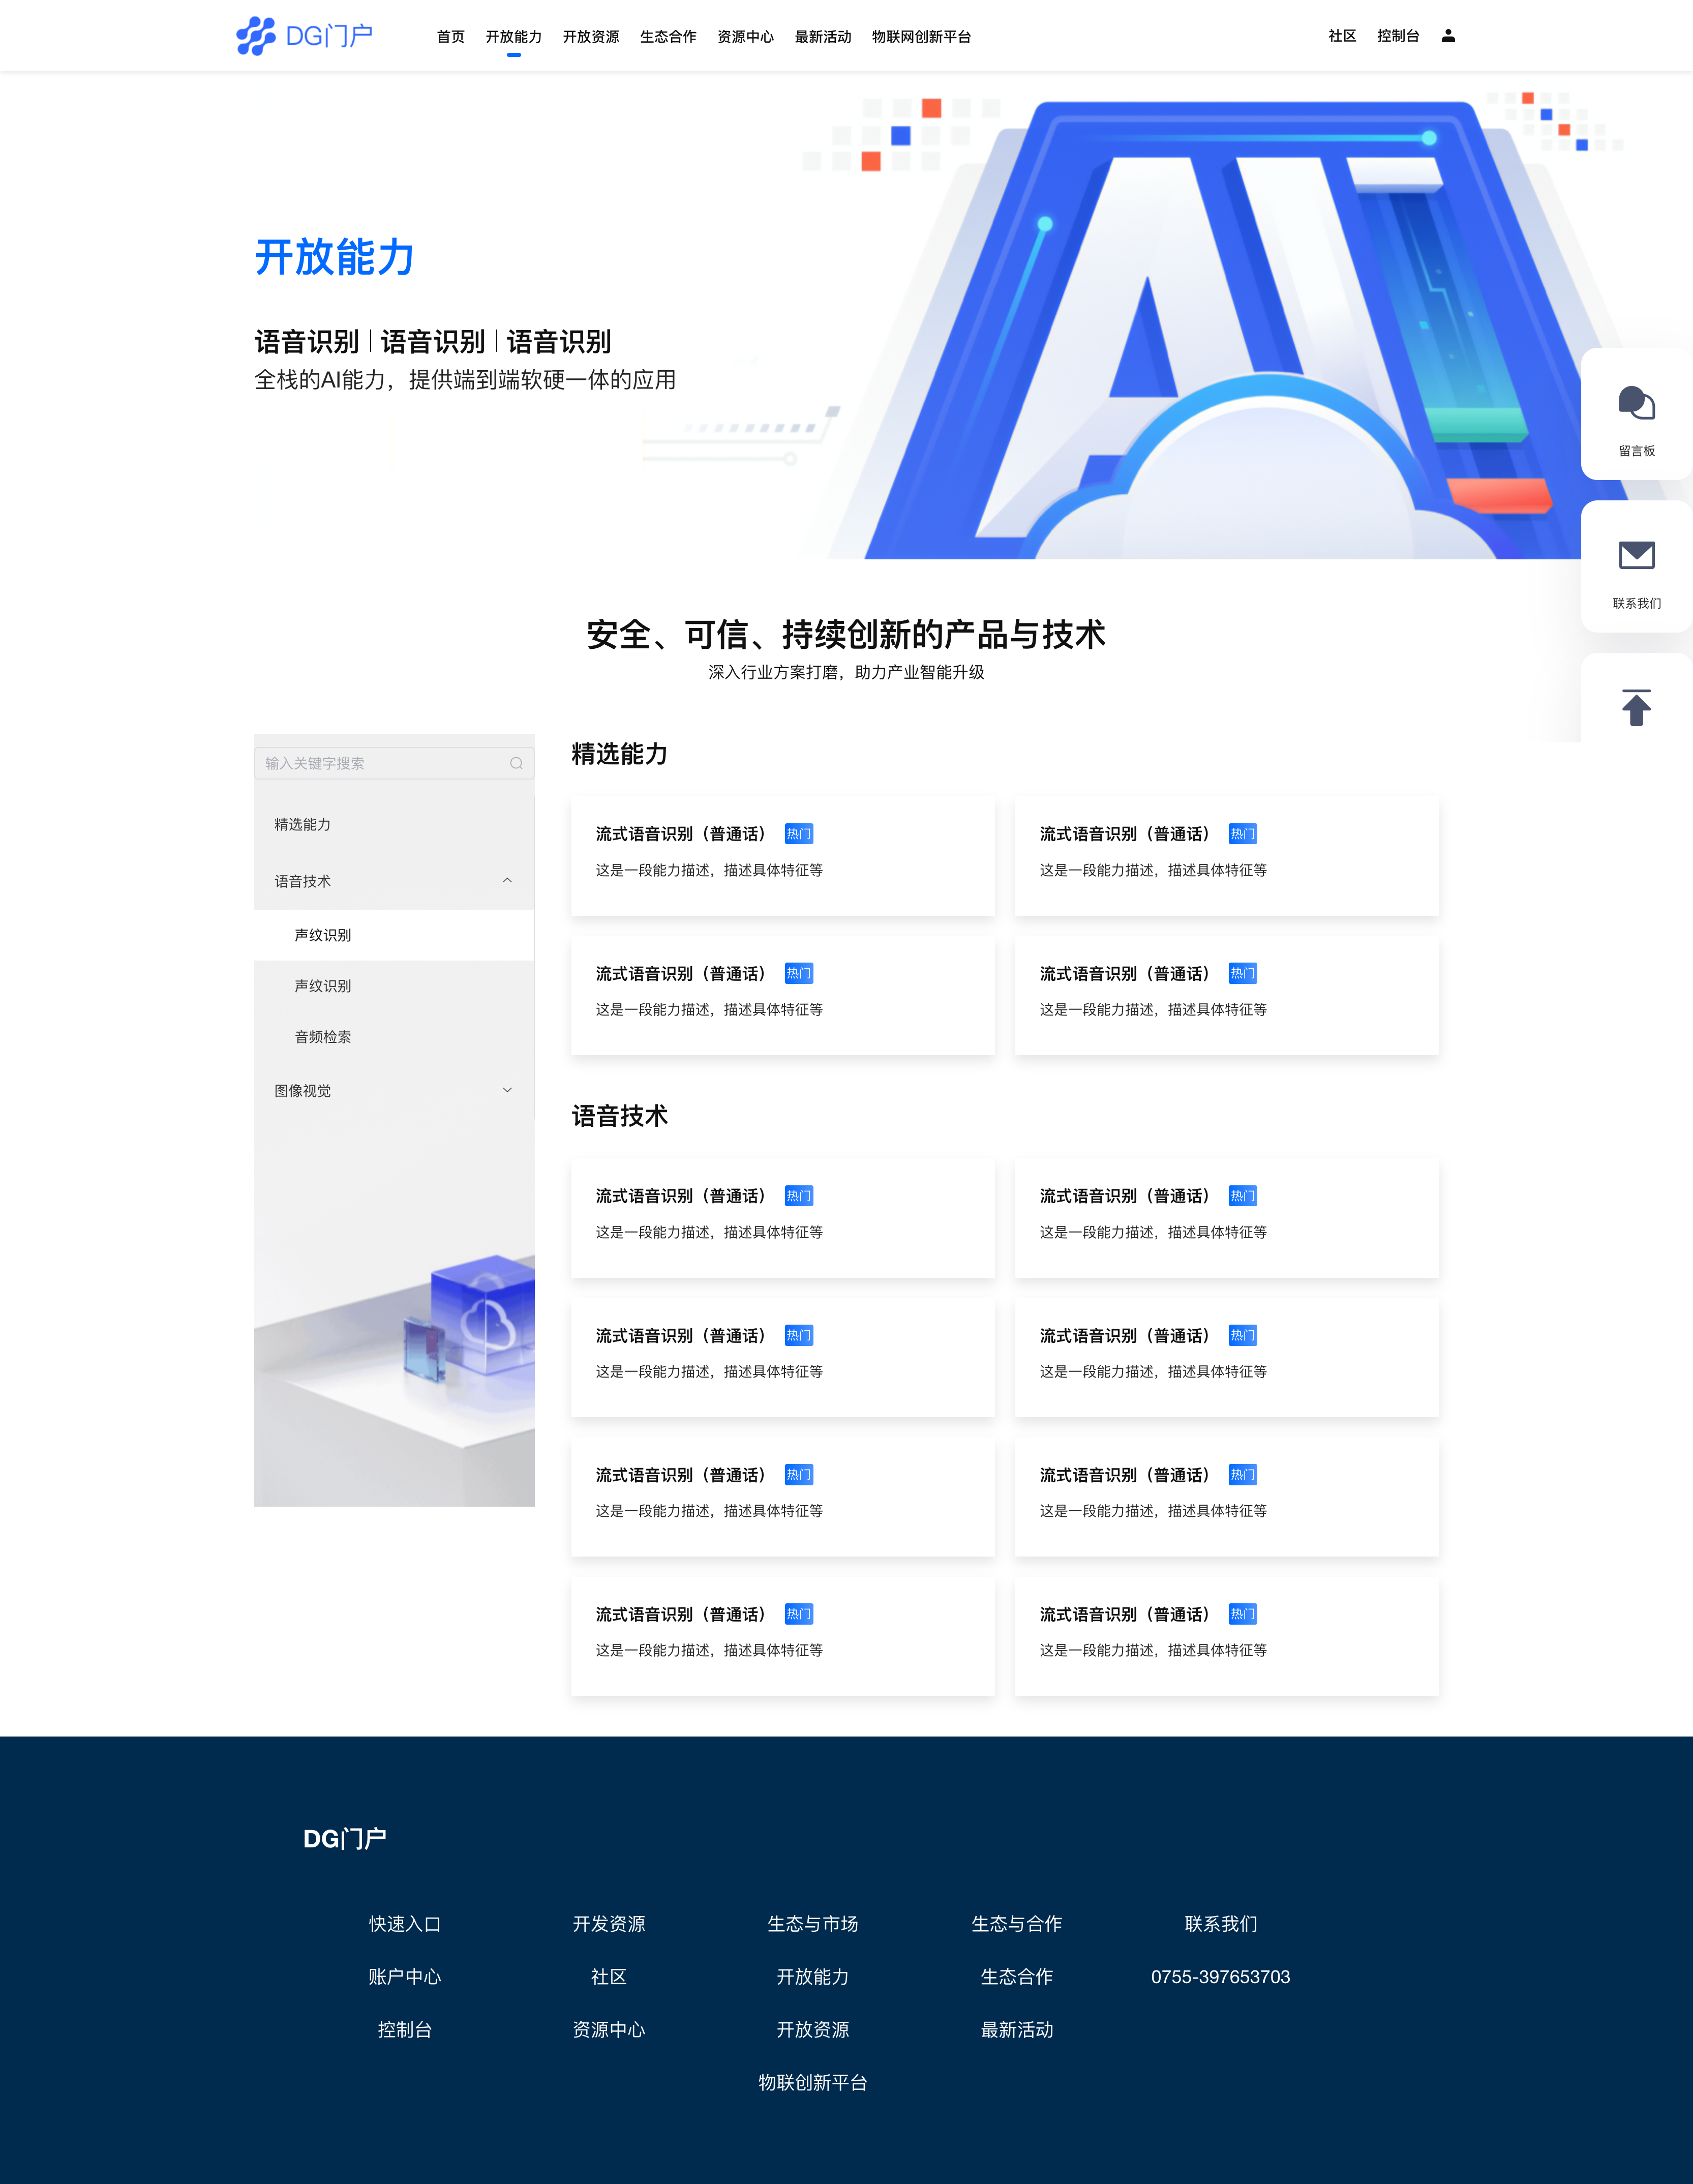 DG门户
首页 开放能力 开放资源 生态合作 资源中心 最新活动 物联网创新平台 社区 控制台
AI
开放能力
语音识别 | 语音识别 | 语音识别
全栈的AI能力，提供端到端软硬一体的应用
留言板
联系我们
安全、可信、持续创新的产品与技术
深入行业方案打磨，助力产业智能升级
输入关键字搜索
精选能力
语音技术
声纹识别
声纹识别
音频检索
图像视觉
精选能力
流式语音识别（普通话） 热门 流式语音识别（普通话） 热门
这是一段能力描述，描述具体特征等 这是一段能力描述，描述具体特征等
流式语音识别（普通话） 热门 流式语音识别（普通话） 热门
这是一段能力描述，描述具体特征等 这是一段能力描述，描述具体特征等
语音技术
流式语音识别（普通话） 热门 流式语音识别（普通话） 热门
这是一段能力描述，描述具体特征等 这是一段能力描述，描述具体特征等
流式语音识别（普通话） 热门 流式语音识别（普通话） 热门
这是一段能力描述，描述具体特征等 这是一段能力描述，描述具体特征等
流式语音识别（普通话） 热门 流式语音识别（普通话） 热门
这是一段能力描述，描述具体特征等 这是一段能力描述，描述具体特征等
流式语音识别（普通话） 热门 流式语音识别（普通话） 热门
这是一段能力描述，描述具体特征等 这是一段能力描述，描述具体特征等
DG门户
快速入口 开发资源 生态与市场 生态与合作 联系我们
账户中心 社区 开放能力 生态合作 0755-397653703
控制台 资源中心 开放资源 最新活动
物联创新平台